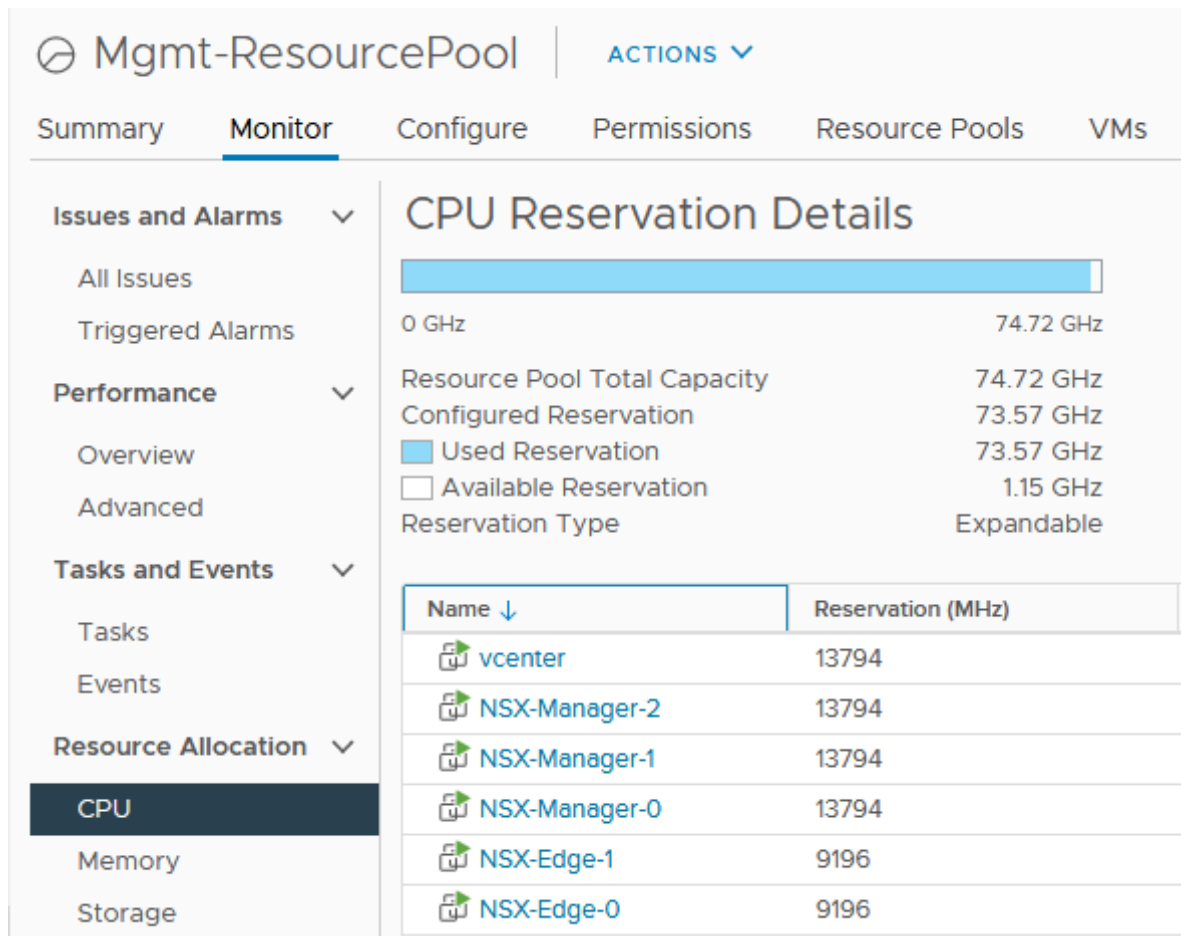 Mgmt-ResourcePool
ACTIONS
Summary Monitor Configure Permissions Resource Pools VMs
Issues and Alarms
All Issues
Triggered Alarms
Performance
Overview
Advanced
Tasks and Events
Tasks
Events
Resource Allocation
CPU
Memory
Storage
CPU Reservation Details
0 GHz 74.72 GHz
Resource Pool Total Capacity 74.72 GHz
Configured Reservation 73.57 GHz
Used Reservation 73.57 GHz
Available Reservation 1.15 GHz
Reservation Type Expandable
Name ↓ Reservation (MHz)
vcenter 13794
NSX-Manager-2 13794
NSX-Manager-1 13794
NSX-Manager-0 13794
NSX-Edge-1 9196
NSX-Edge-0 9196